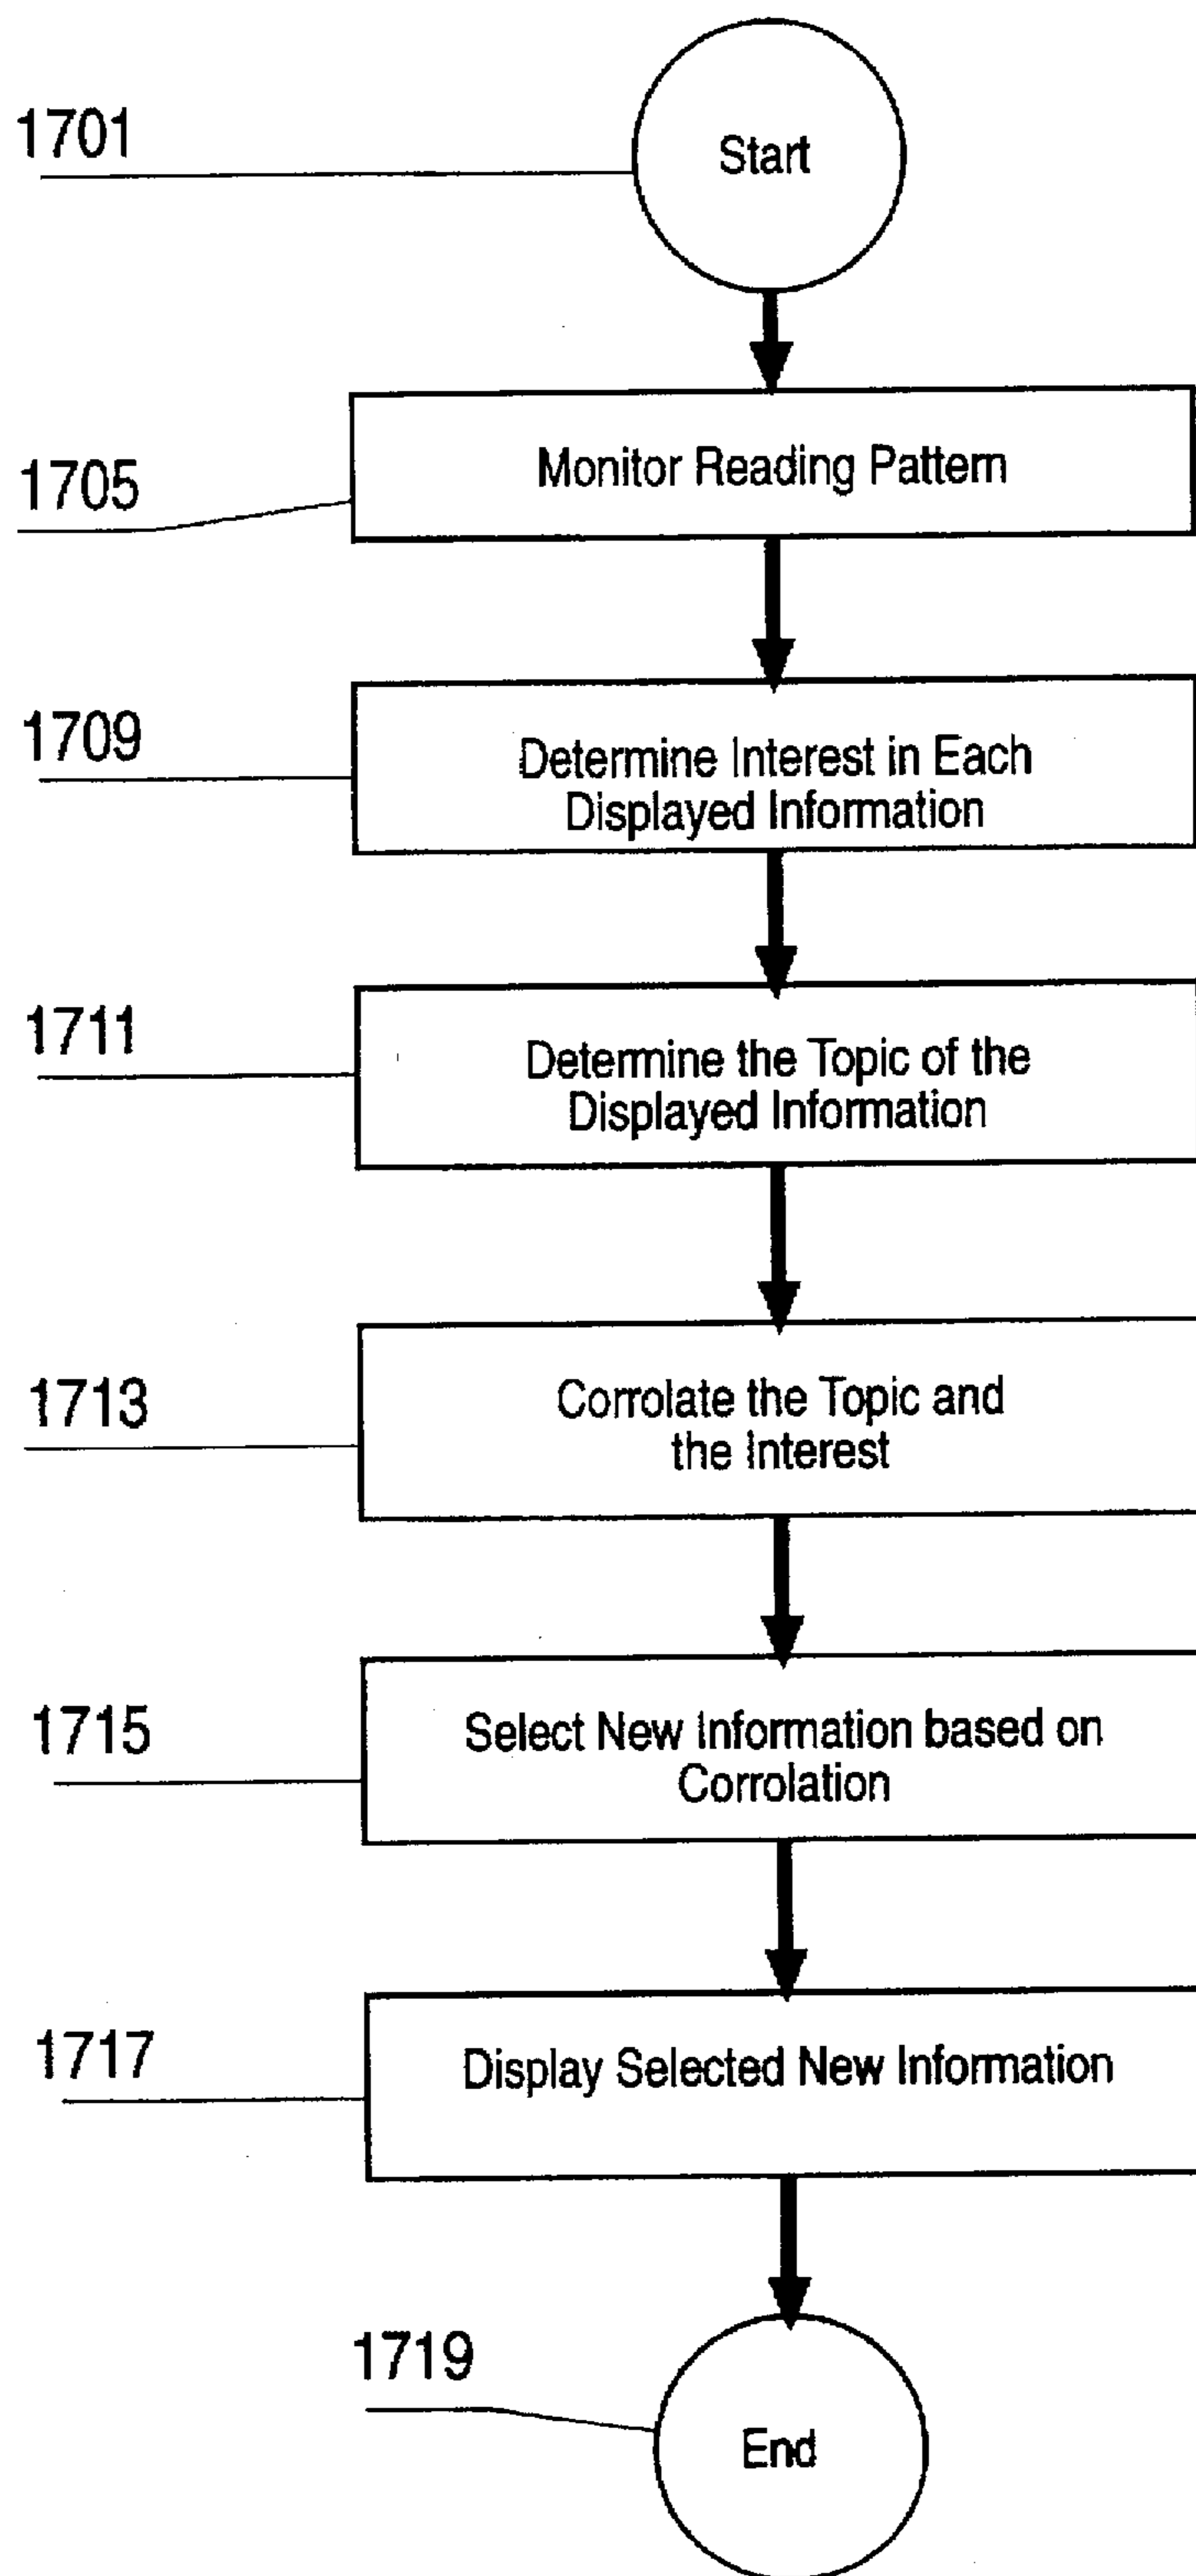 1701
Start
1705
Monitor Reading Pattern
1709
Determine Interest in Each
Displayed Information
1711
Determine the Topic of the
Displayed Information
1713
Corrolate the Topic and
the Interest
1715
Select New Information based on
Corrolation
1717
Display Selected New Information
1719
End